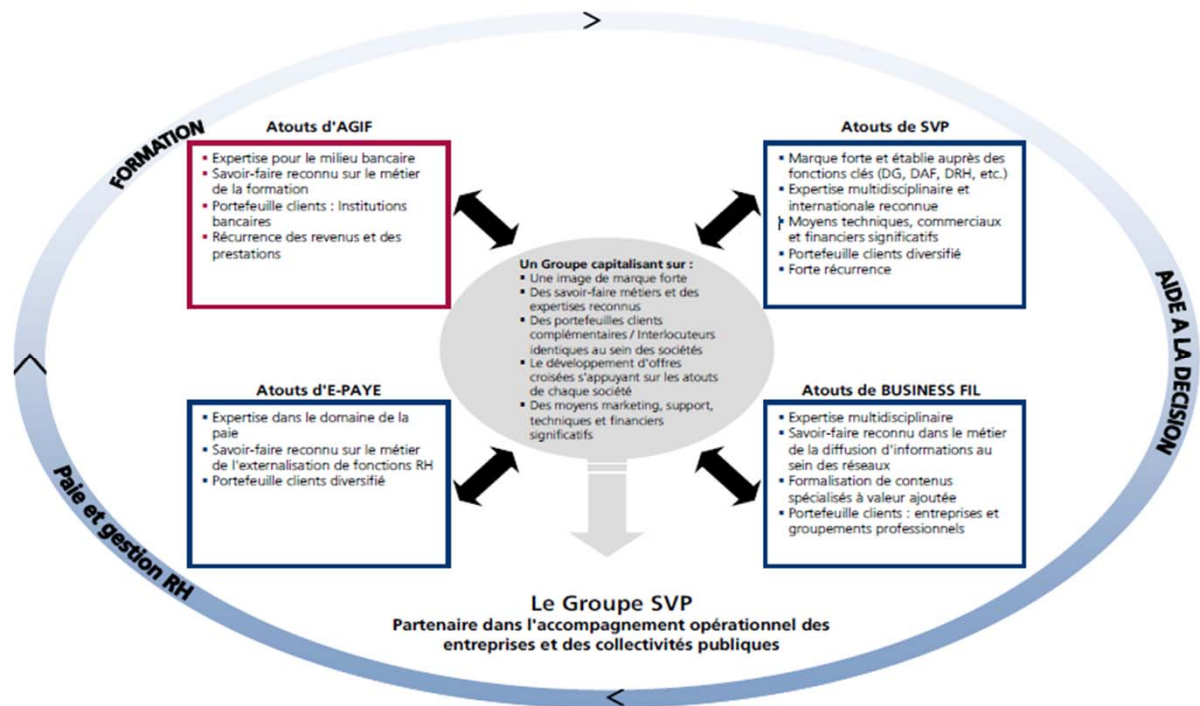 FORMATION
Atouts d'AGIF
▪ Expertise pour le milieu bancaire
▪ Savoir-faire reconnu sur le métier
de la formation
▪ Portefeuille clients : Institutions
bancaires
▪ Récurrence des revenus et des
prestations
Atouts de SVP
▪ Marque forte et établie auprès des
fonctions clés (DG, DAF, DRH, etc.)
▪ Expertise multidisciplinaire et
internationale reconnue
▪ Moyens techniques, commerciaux
et financiers significatifs
▪ Portefeuille clients diversifié
▪ Forte récurrence
Un Groupe capitalisant sur :
▪ Une image de marque forte
▪ Des savoir-faire métiers et des
expertises reconnus
▪ Des portefeuilles clients
complémentaires / Interlocuteurs
identiques au sein des sociétés
▪ Le développement d'offres
croisées s'appuyant sur les atouts
de chaque société
▪ Des moyens marketing, support,
techniques et financiers
significatifs
AIDE A LA DECISION
Atouts d'E-PAYE
▪ Expertise dans le domaine de la
paie
▪ Savoir-faire reconnu sur le métier
de l'externalisation de fonctions RH
▪ Portefeuille clients diversifié
Atouts de BUSINESS FIL
▪ Expertise multidisciplinaire
▪ Savoir-faire reconnu dans le métier
de la diffusion d'informations au
sein des réseaux
▪ Formalisation de contenus
spécialisés à valeur ajoutée
▪ Portefeuille clients : entreprises et
groupements professionnels
Paie et gestion RH
Le Groupe SVP
Partenaire dans l'accompagnement opérationnel des
entreprises et des collectivités publiques